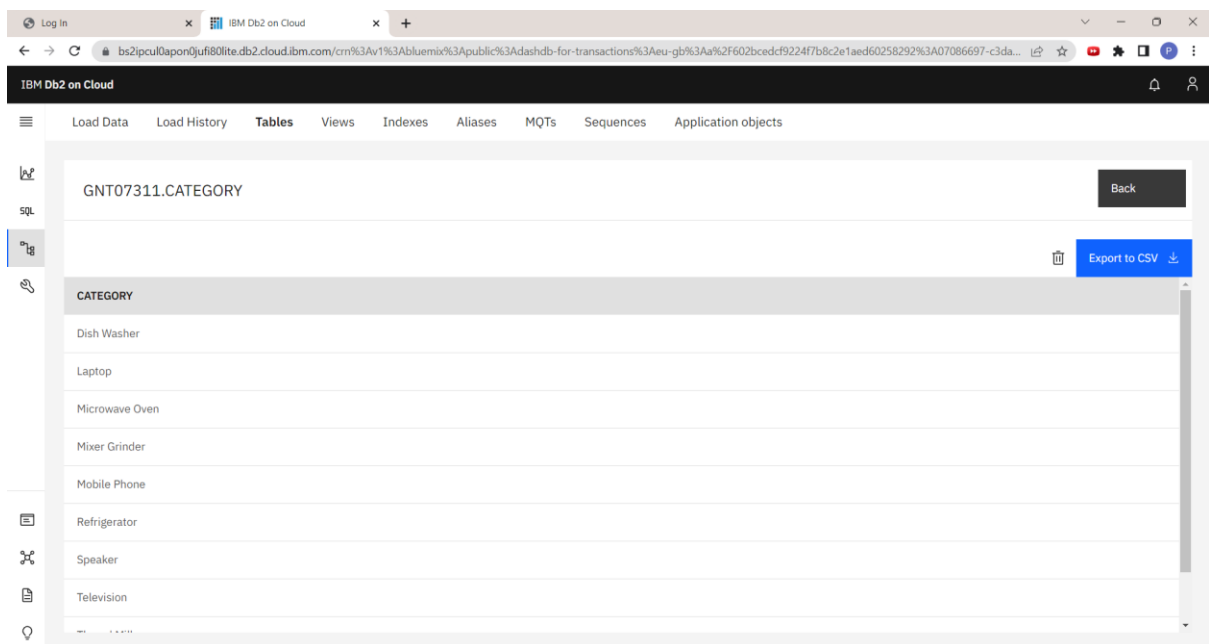 Log In
IBM Db2 on Cloud
bs2ipcul0apon0jufi80lite.db2.cloud.ibm.com/crn%3Av1%3Abluemix%3Apublic%3Adashdb-for-transactions%3Aeu-gb%3Aa%2F602bcedcf9224f7b8c2e1aed60258292%3A07086697-c3da...
P
IBM Db2 on Cloud
Load Data Load History Tables Views Indexes Aliases MQTs Sequences Application objects
GNT07311.CATEGORY
Back
SQL
Export to CSV
CATEGORY
Dish Washer
Laptop
Microwave Oven
Mixer Grinder
Mobile Phone
Refrigerator
Speaker
Television